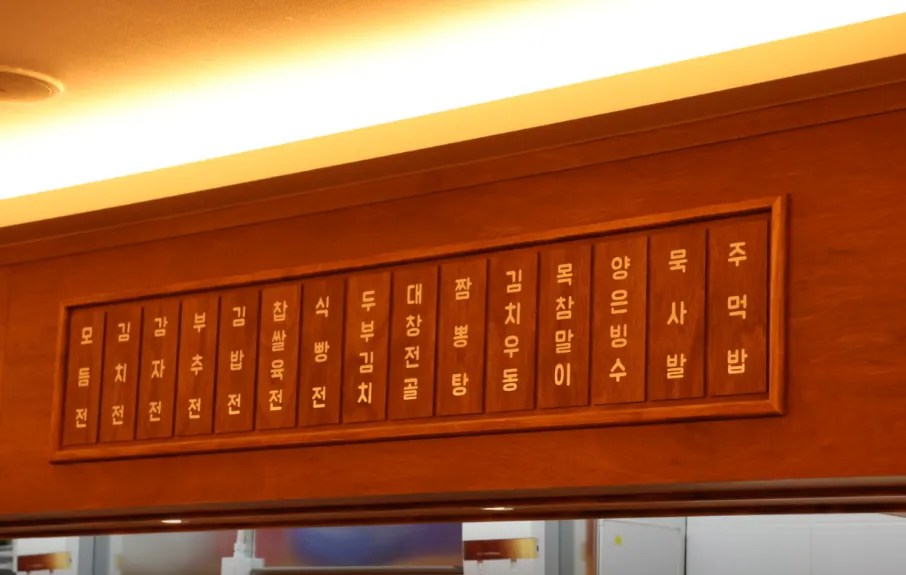 모듬전
김치전
감자전
부추전
김밥전
찹쌀육전
식빵전
두부김치
대창전골
짬뽕탕
김치우동
목참말이
양은빙수
묵사발
주먹밥